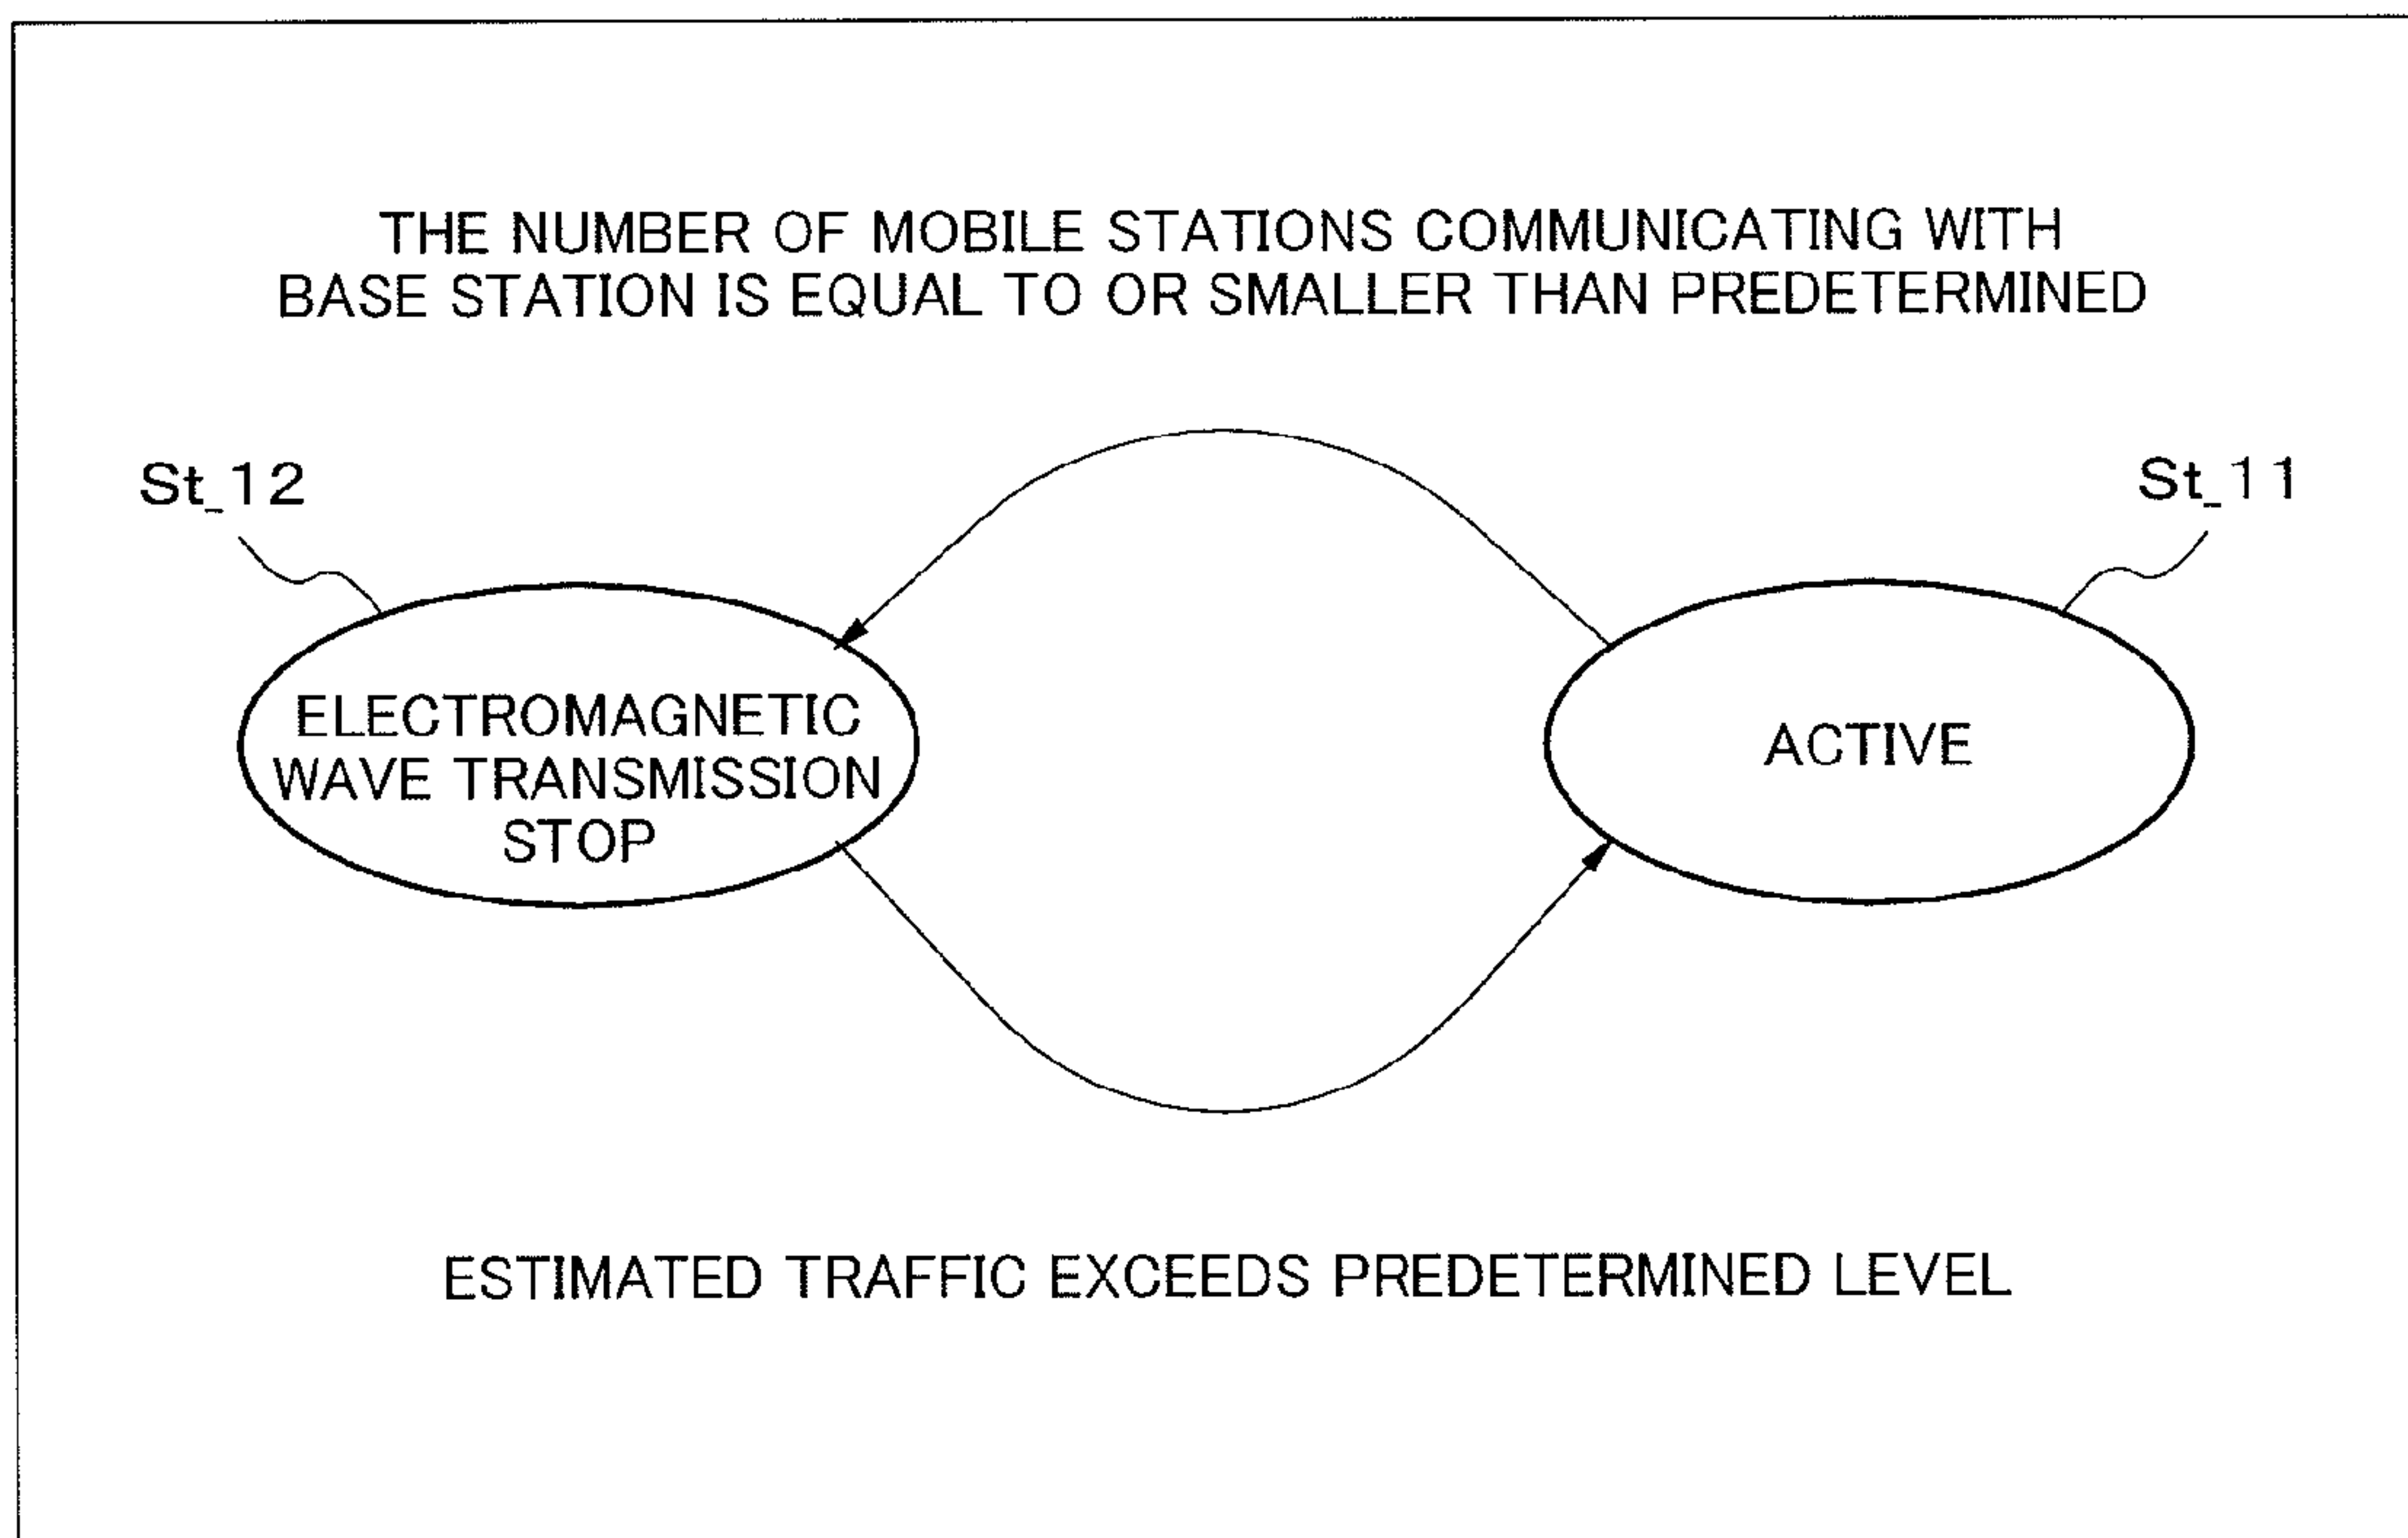 THE NUMBER OF MOBILE STATIONS COMMUNICATING WITH
BASE STATION IS EQUAL TO OR SMALLER THAN PREDETERMINED
St_12
St_11
ELECTROMAGNETIC
WAVE TRANSMISSION
STOP
ACTIVE
ESTIMATED TRAFFIC EXCEEDS PREDETERMINED LEVEL